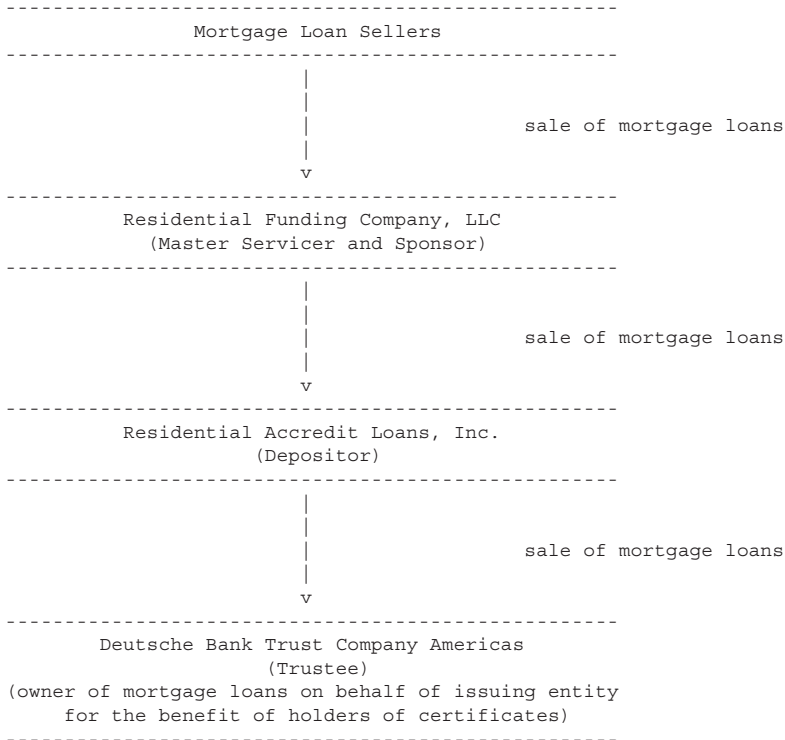 Mortgage Loan Sellers
sale of mortgage loans
Residential Funding Company, LLC
(Master Servicer and Sponsor)
sale of mortgage loans
Residential Accredit Loans, Inc.
(Depositor)
sale of mortgage loans
Deutsche Bank Trust Company Americas
(Trustee)
(owner of mortgage loans on behalf of issuing entity
for the benefit of holders of certificates)